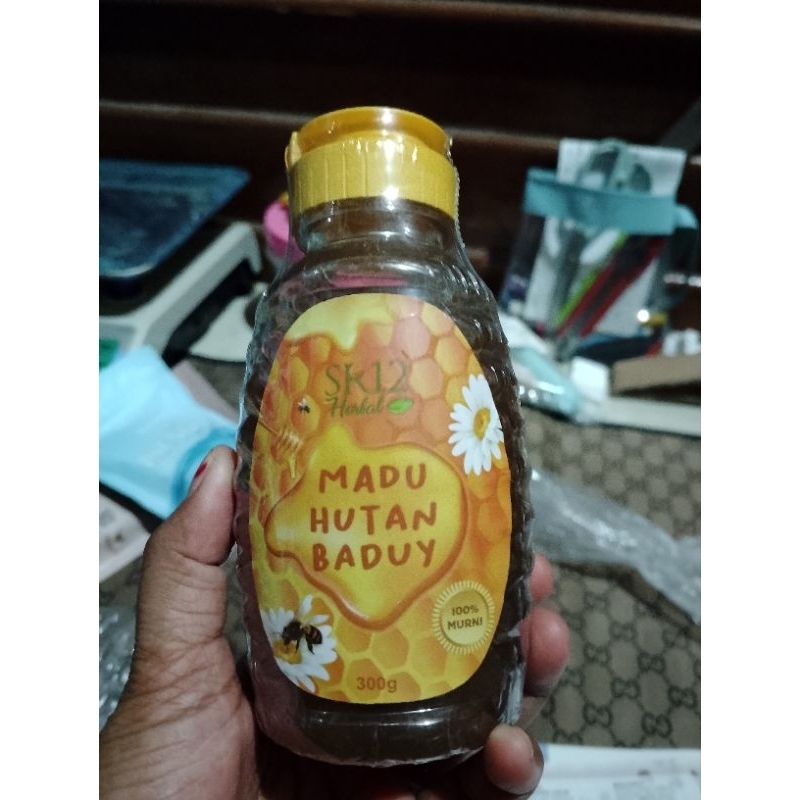 SK12
Herbal
MADU
HUTAN
BADUY
100%
MURNI
300g